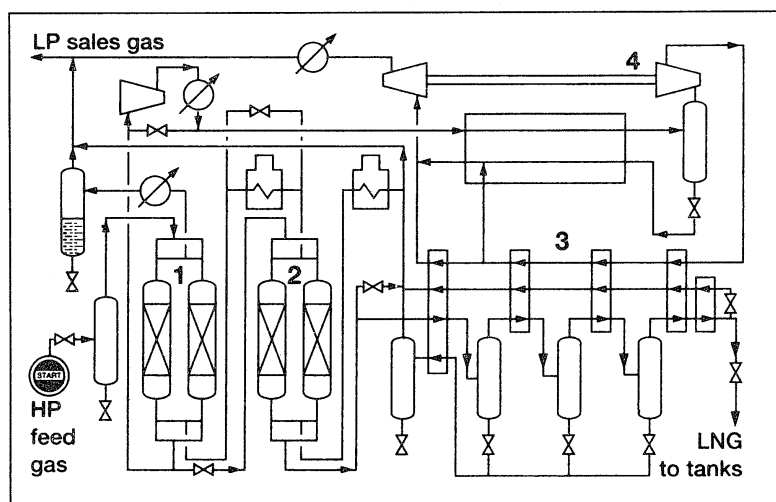 LP sales gas
4
1
2
3
START
HP
feed
gas
LNG
to tanks